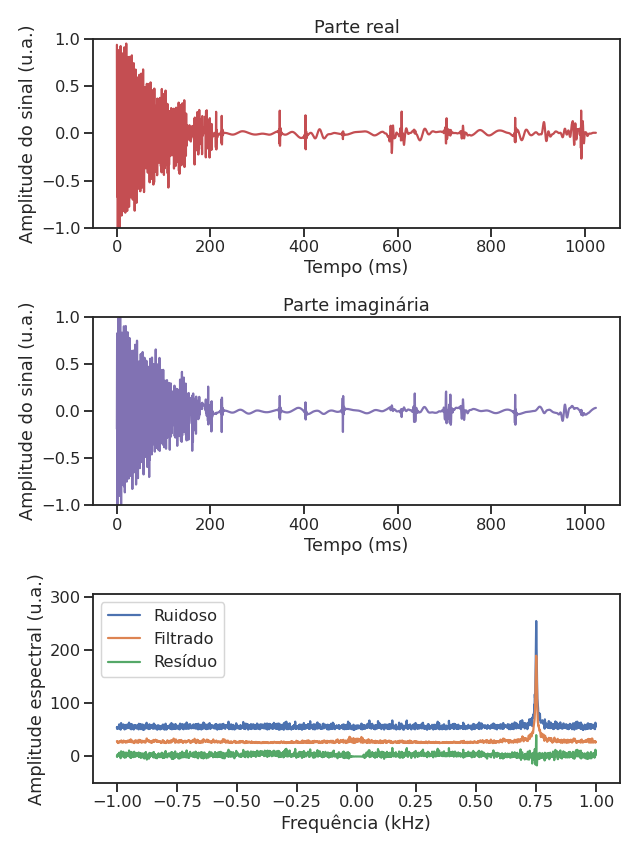 Parte real
Amplitude do sinal (u.a.)
1.0
0.5
0.0
−0.5
−1.0
0 200 400 600 800 1000
Tempo (ms)
Parte imaginária
Amplitude do sinal (u.a.)
1.0
0.5
0.0
−0.5
−1.0
0 200 400 600 800 1000
Tempo (ms)
Amplitude espectral (u.a.)
300
200
100
0
Ruidoso
Filtrado
Resíduo
−1.00 −0.75 −0.50 −0.25 0.00 0.25 0.50 0.75 1.00
Frequência (kHz)